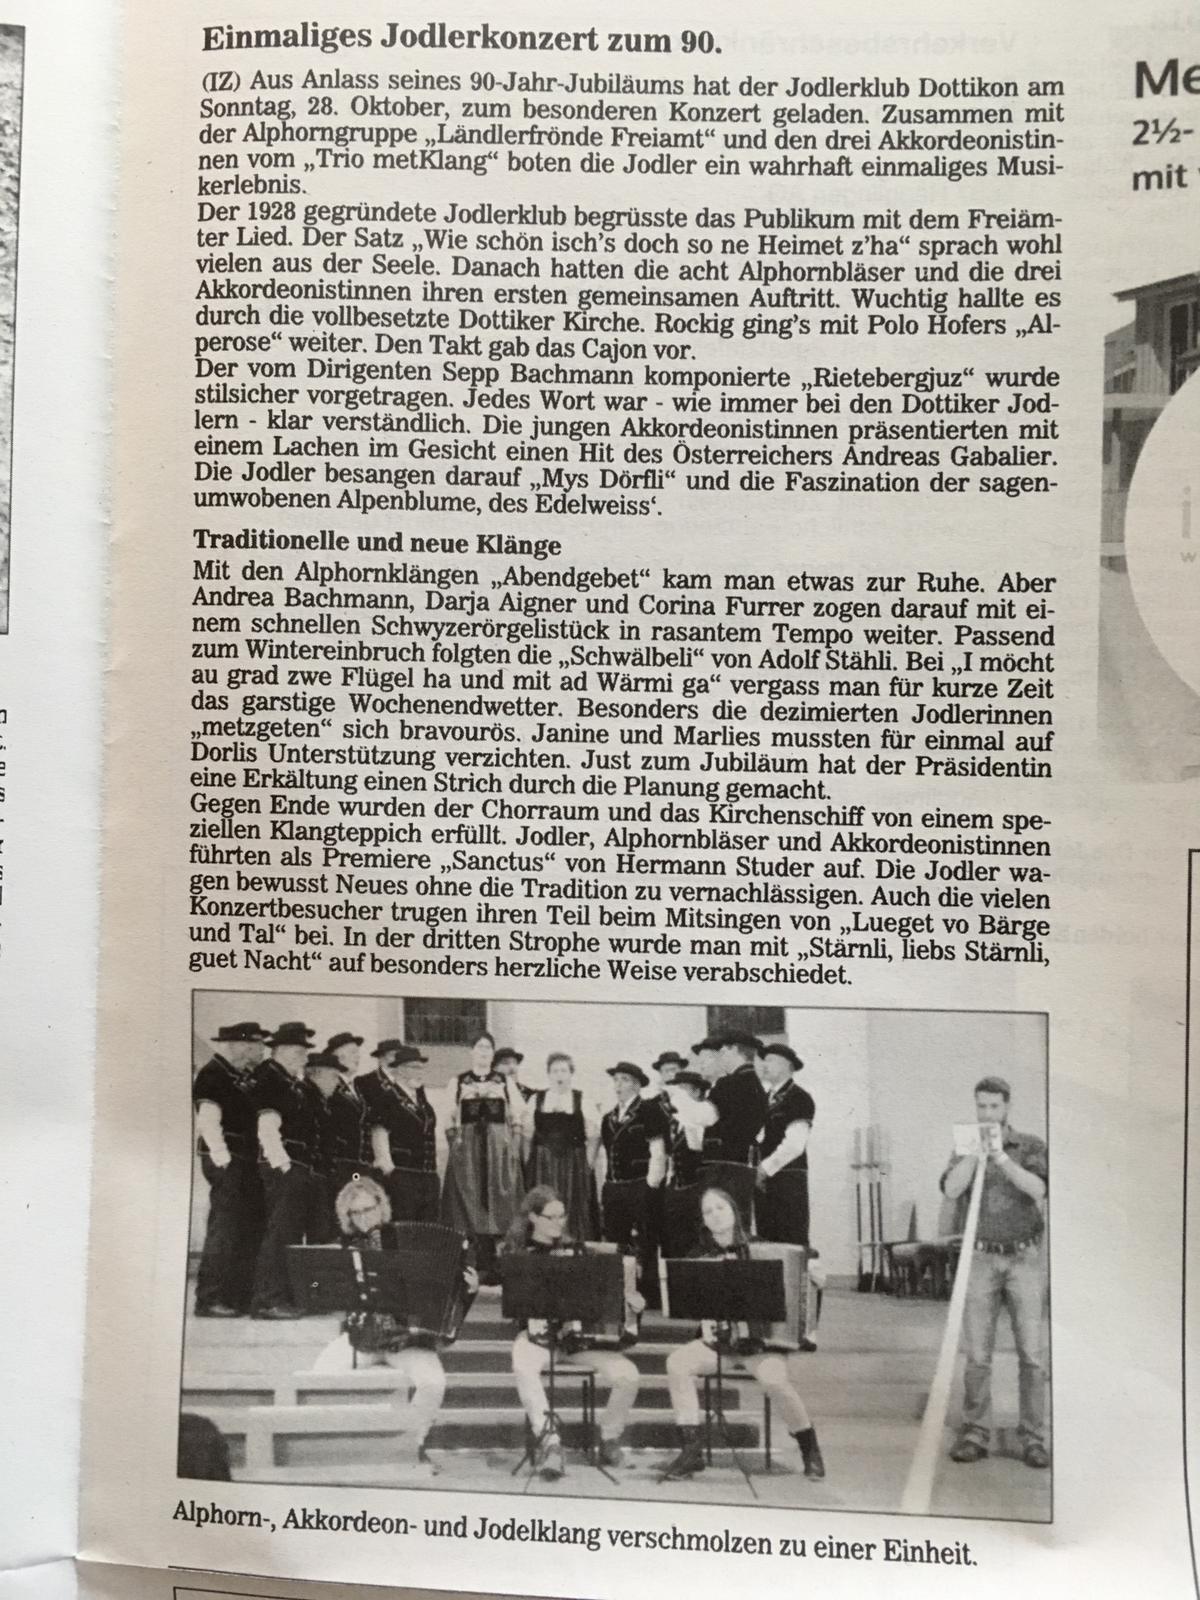 Einmaliges Jodlerkonzert zum 90.
(IZ) Aus Anlass seines 90-Jahr-Jubiläums hat der Jodlerklub Dottikon am
Sonntag, 28. Oktober, zum besonderen Konzert geladen. Zusammen mit
der Alphorngruppe „Ländlerfrönde Freiamt“ und den drei Akkordeonistin-
nen vom „Trio metKlang“ boten die Jodler ein wahrhaft einmaliges Musi-
kerlebnis.
Der 1928 gegründete Jodlerklub begrüsste das Publikum mit dem Freiäm-
ter Lied. Der Satz „Wie schön isch's doch so ne Heimet z'ha“ sprach wohl
vielen aus der Seele. Danach hatten die acht Alphornbläser und die drei
Akkordeonistinnen ihren ersten gemeinsamen Auftritt. Wuchtig hallte es
durch die vollbesetzte Dottiker Kirche. Rockig ging's mit Polo Hofers „Al-
perose“ weiter. Den Takt gab das Cajon vor.
Der vom Dirigenten Sepp Bachmann komponierte „Rietebergjuz“ wurde
stilsicher vorgetragen. Jedes Wort war - wie immer bei den Dottiker Jod-
lern - klar verständlich. Die jungen Akkordeonistinnen präsentierten mit
einem Lachen im Gesicht einen Hit des Österreichers Andreas Gabalier.
Die Jodler besangen darauf „Mys Dörfli“ und die Faszination der sagen-
umwobenen Alpenblume, des Edelweiss‘.
Traditionelle und neue Klänge
Mit den Alphornklängen „Abendgebet“ kam man etwas zur Ruhe. Aber
Andrea Bachmann, Darja Aigner und Corina Furrer zogen darauf mit ei-
nem schnellen Schwyzerörgelistück in rasantem Tempo weiter. Passend
zum Wintereinbruch folgten die „Schwälbeli“ von Adolf Stähli. Bei „I möcht
au grad zwe Flügel ha und mit ad Wärmi ga“ vergass man für kurze Zeit
das garstige Wochenendwetter. Besonders die dezimierten Jodlerinnen
„metzgeten“ sich bravourös. Janine und Marlies mussten für einmal auf
Dorlis Unterstützung verzichten. Just zum Jubiläum hat der Präsidentin
eine Erkältung einen Strich durch die Planung gemacht.
Gegen Ende wurden der Chorraum und das Kirchenschiff von einem spe-
ziellen Klangteppich erfüllt. Jodler, Alphornbläser und Akkordeonistinnen
führten als Premiere „Sanctus“ von Hermann Studer auf. Die Jodler wa-
gen bewusst Neues ohne die Tradition zu vernachlässigen. Auch die vielen
Konzertbesucher trugen ihren Teil beim Mitsingen von „Lueget vo Bärge
und Tal“ bei. In der dritten Strophe wurde man mit „Stärnli, liebs Stärnli,
guet Nacht“ auf besonders herzliche Weise verabschiedet.
Alphorn-, Akkordeon- und Jodelklang verschmolzen zu einer Einheit.
Me
2½-
mit